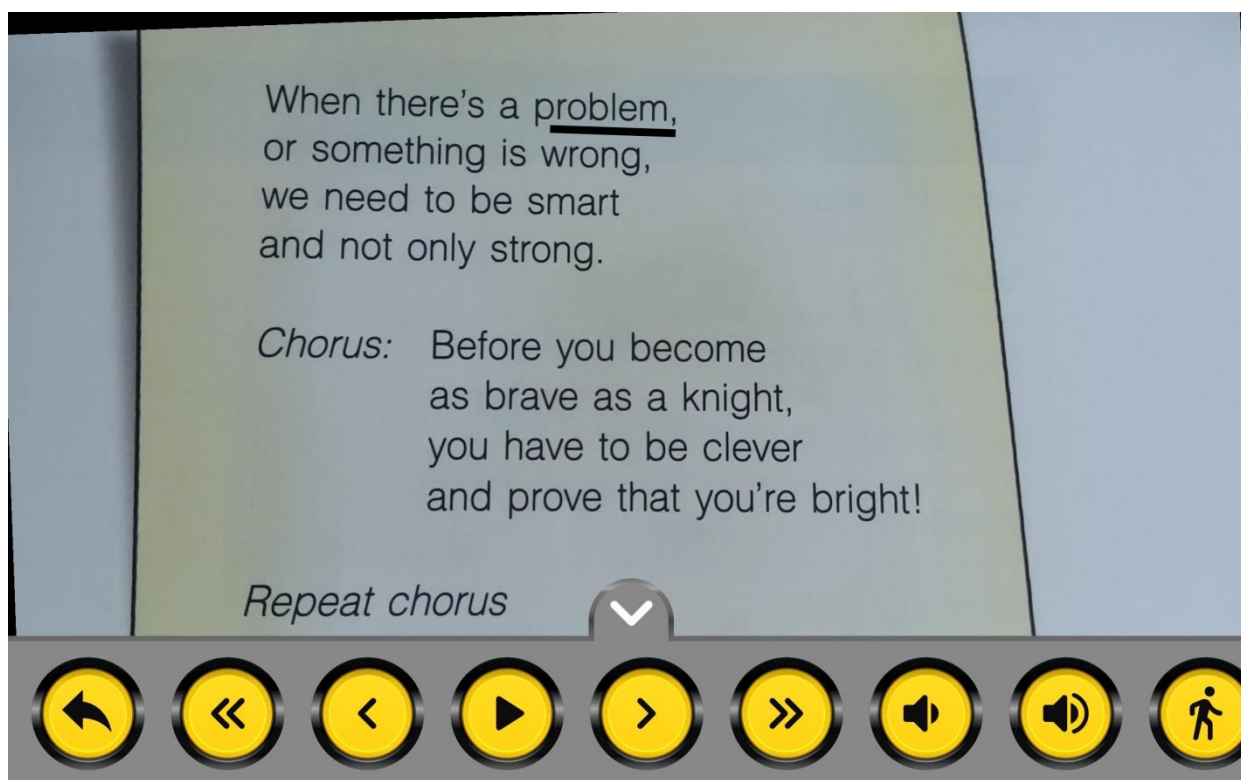 When there's a problem,
or something is wrong,
we need to be smart
and not only strong.
Chorus: Before you become
as brave as a knight,
you have to be clever
and prove that you're bright!
Repeat chorus